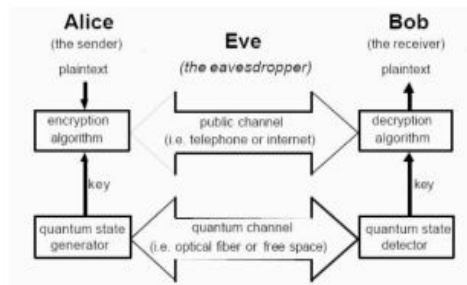 Alice
Eve
Bob
(the sender)
(the eavesdropper)
(the receiver)
plaintext
plaintext
encryption
algorithm
public channel
(i.e. telephone or internet)
decryption
algorithm
key
key
quantum state
generator
quantum channel
(i.e. optical fiber or free space)
quantum state
detector